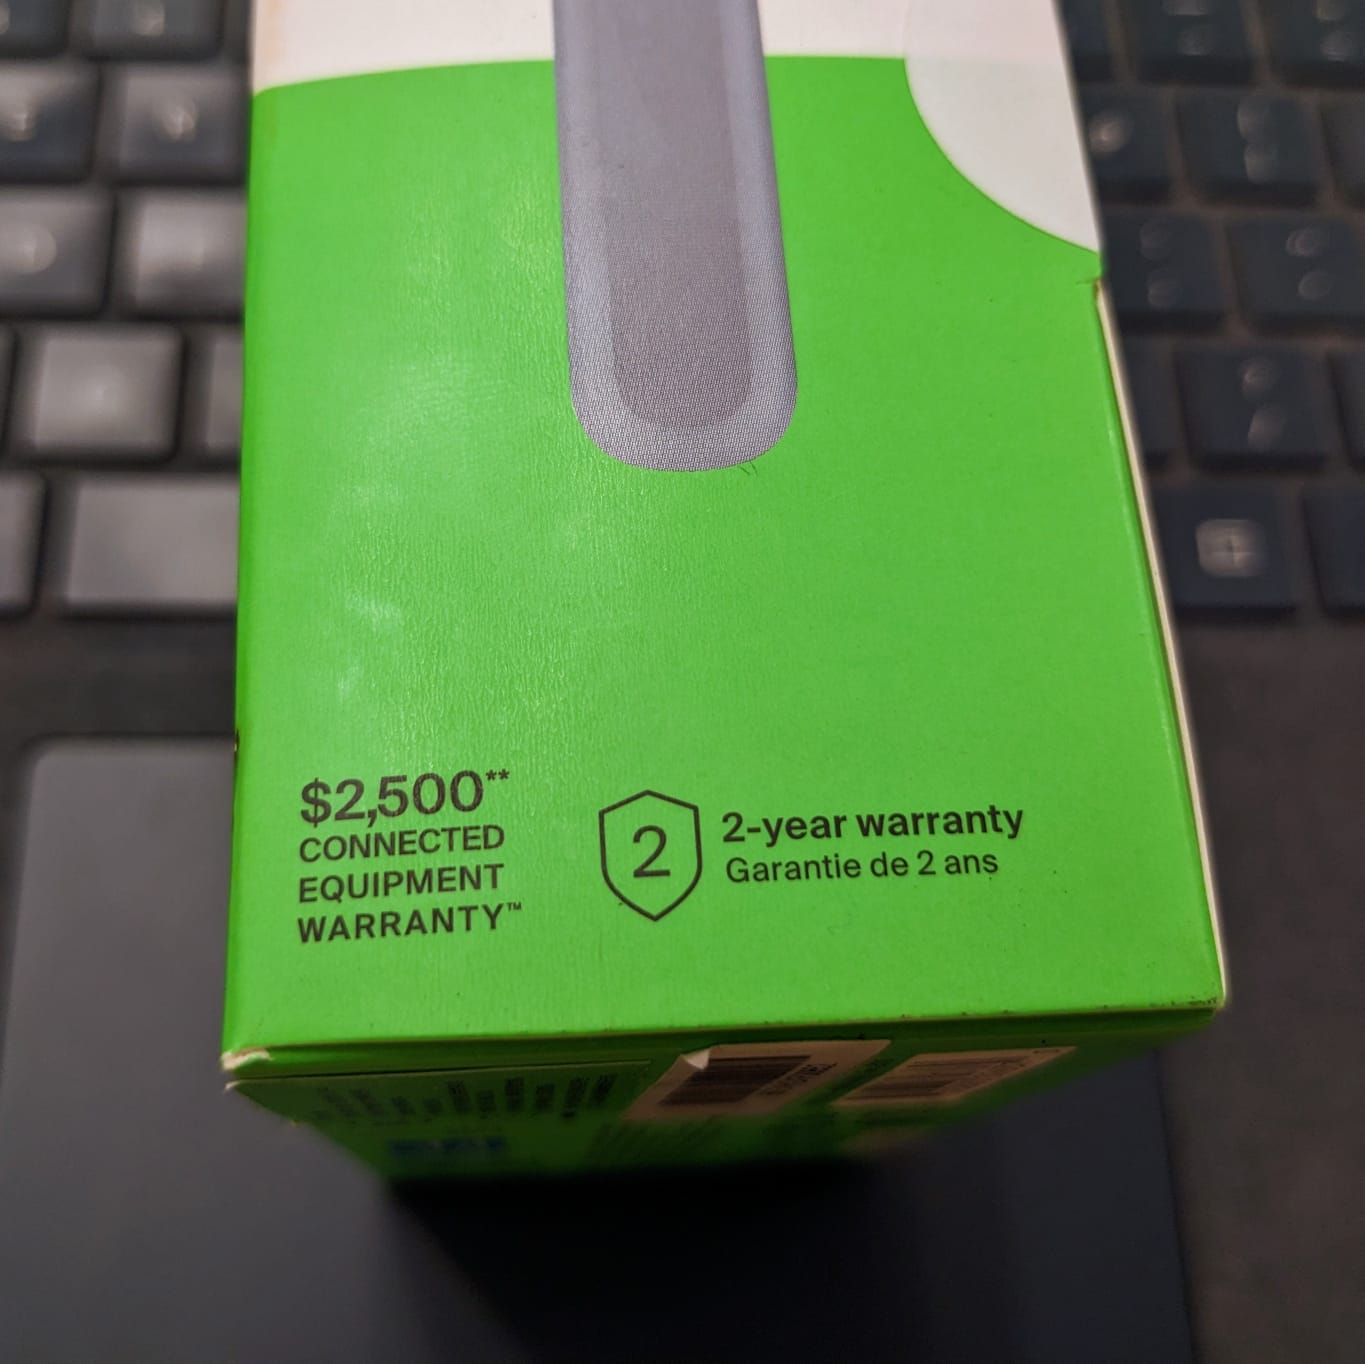 $2,500**
CONNECTED
EQUIPMENT
WARRANTY™
2
2-year warranty
Garantie de 2 ans